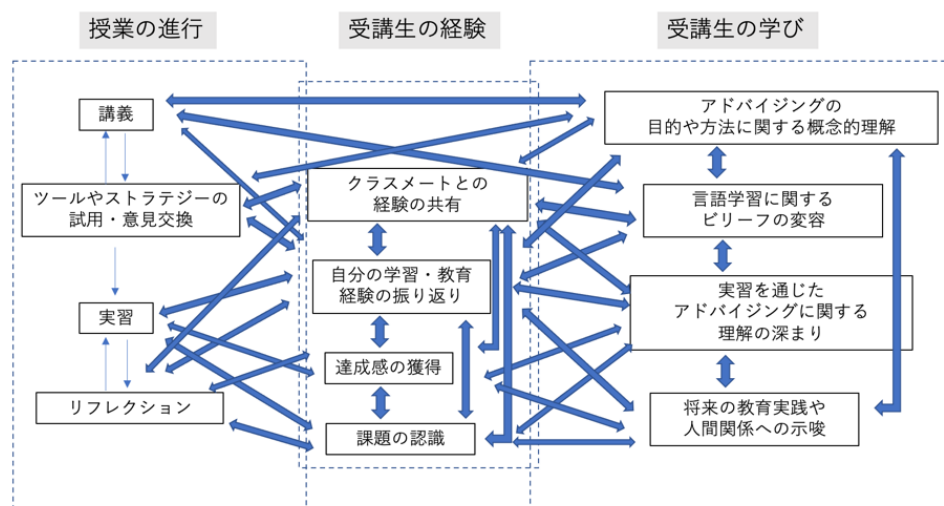 授業の進行
受講生の経験
受講生の学び
講義
ツールやストラテジーの
試用・意見交換
実習
リフレクション
クラスメートとの
経験の共有
自分の学習・教育
経験の振り返り
達成感の獲得
課題の認識
アドバイジングの
目的や方法に関する概念的理解
言語学習に関する
ビリーフの変容
実習を通じた
アドバイジングに関する
理解の深まり
将来の教育実践や
人間関係への示唆